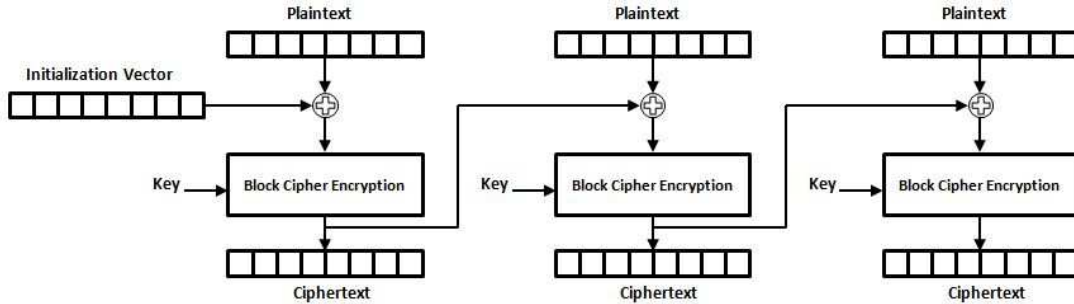 Plaintext
Plaintext
Plaintext
Initialization Vector
Key
Block Cipher Encryption
Key
Block Cipher Encryption
Key
Block Cipher Encryption
Ciphertext
Ciphertext
Ciphertext